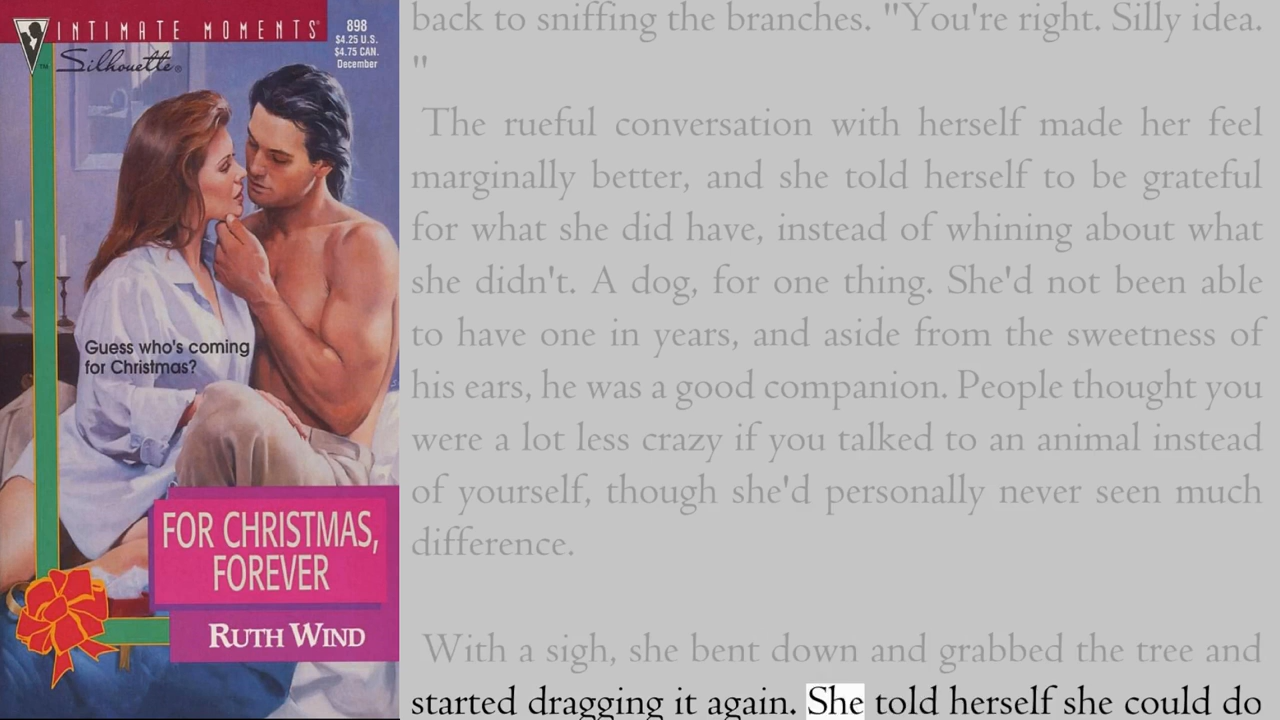 INTIMATE MOMENTS®
898
$4.25 U.S.
$4.75 CAN.
December
™
Silhouette®
Guess who's coming
for Christmas?
FOR CHRISTMAS,
FOREVER
RUTH WIND
back to sniffing the branches. "You're right. Silly idea.
"
The rueful conversation with herself made her feel
marginally better, and she told herself to be grateful
for what she did have, instead of whining about what
she didn't. A dog, for one thing. She'd not been able
to have one in years, and aside from the sweetness of
his ears, he was a good companion. People thought you
were a lot less crazy if you talked to an animal instead
of yourself, though she'd personally never seen much
difference.
With a sigh, she bent down and grabbed the tree and
started dragging it again. She told herself she could do